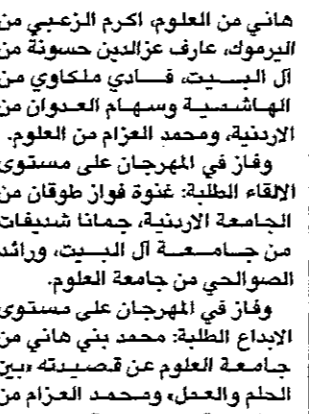 هاني من العلوم، اكرم الزعبي من
اليرموك، عارف عزالدين حسونة من
آل البيت، فادي ملكاوي من
الهاشمية وسهام العدوان من
الاردنية، ومحمد العزام من العلوم.
وفاز في المهرجان على مستوى
الالقاء الطلبة: غنوة فواز طوقان من
الجامعة الاردنية، جمانا شديفات
من جامعة آل البيت، ورائد
الصوالحي من جامعة العلوم.
وفاز في المهرجان على مستوى
الابداع الطلبة: محمد بني هاني من
جامعة العلوم عن قصيدته «بين
الحلم والعمل» ومحمد العزام من